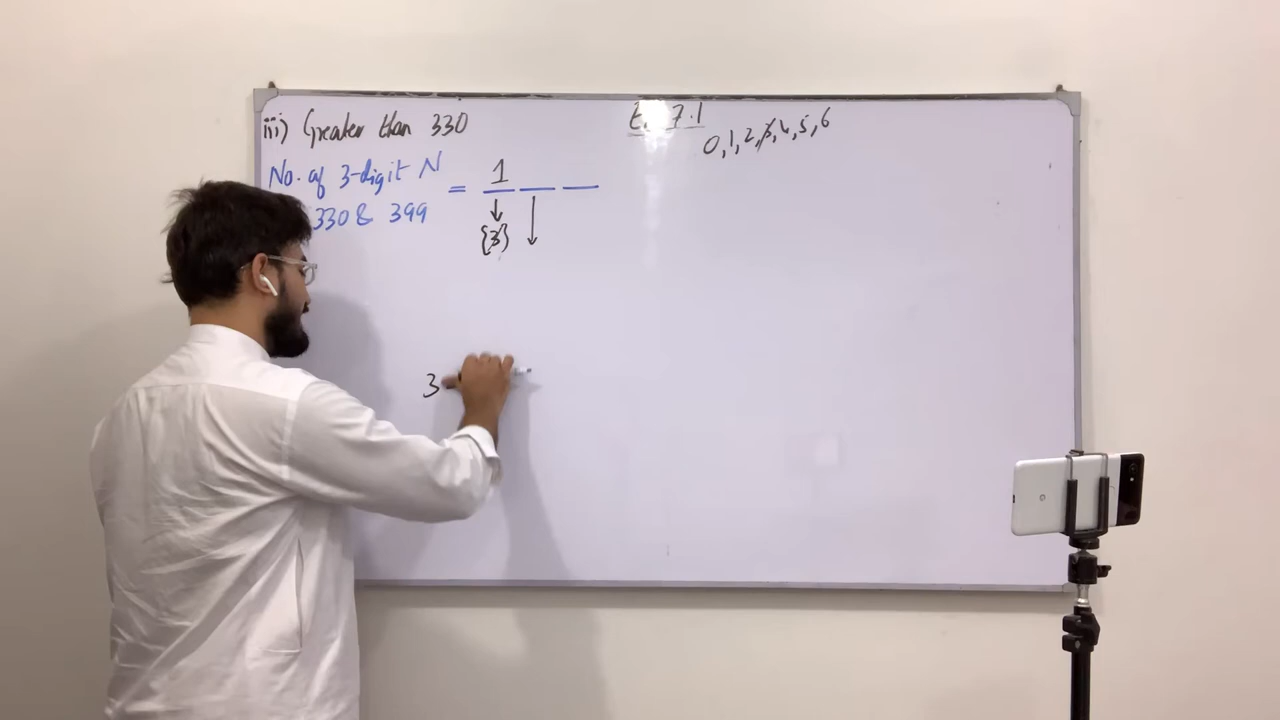 iii) Greater than 330
7.1
0,1,2,3,4,5,6
No. of 3-digit N
330 & 399
= 1 _ _
{3}
3